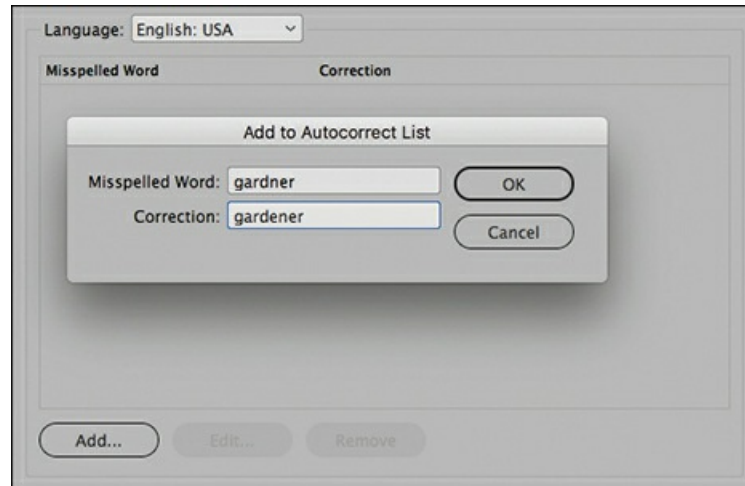 Language: English: USA
Misspelled Word Correction
Add to Autocorrect List
Misspelled Word: gardner OK
Correction: gardener
Cancel
Add... Edit... Remove